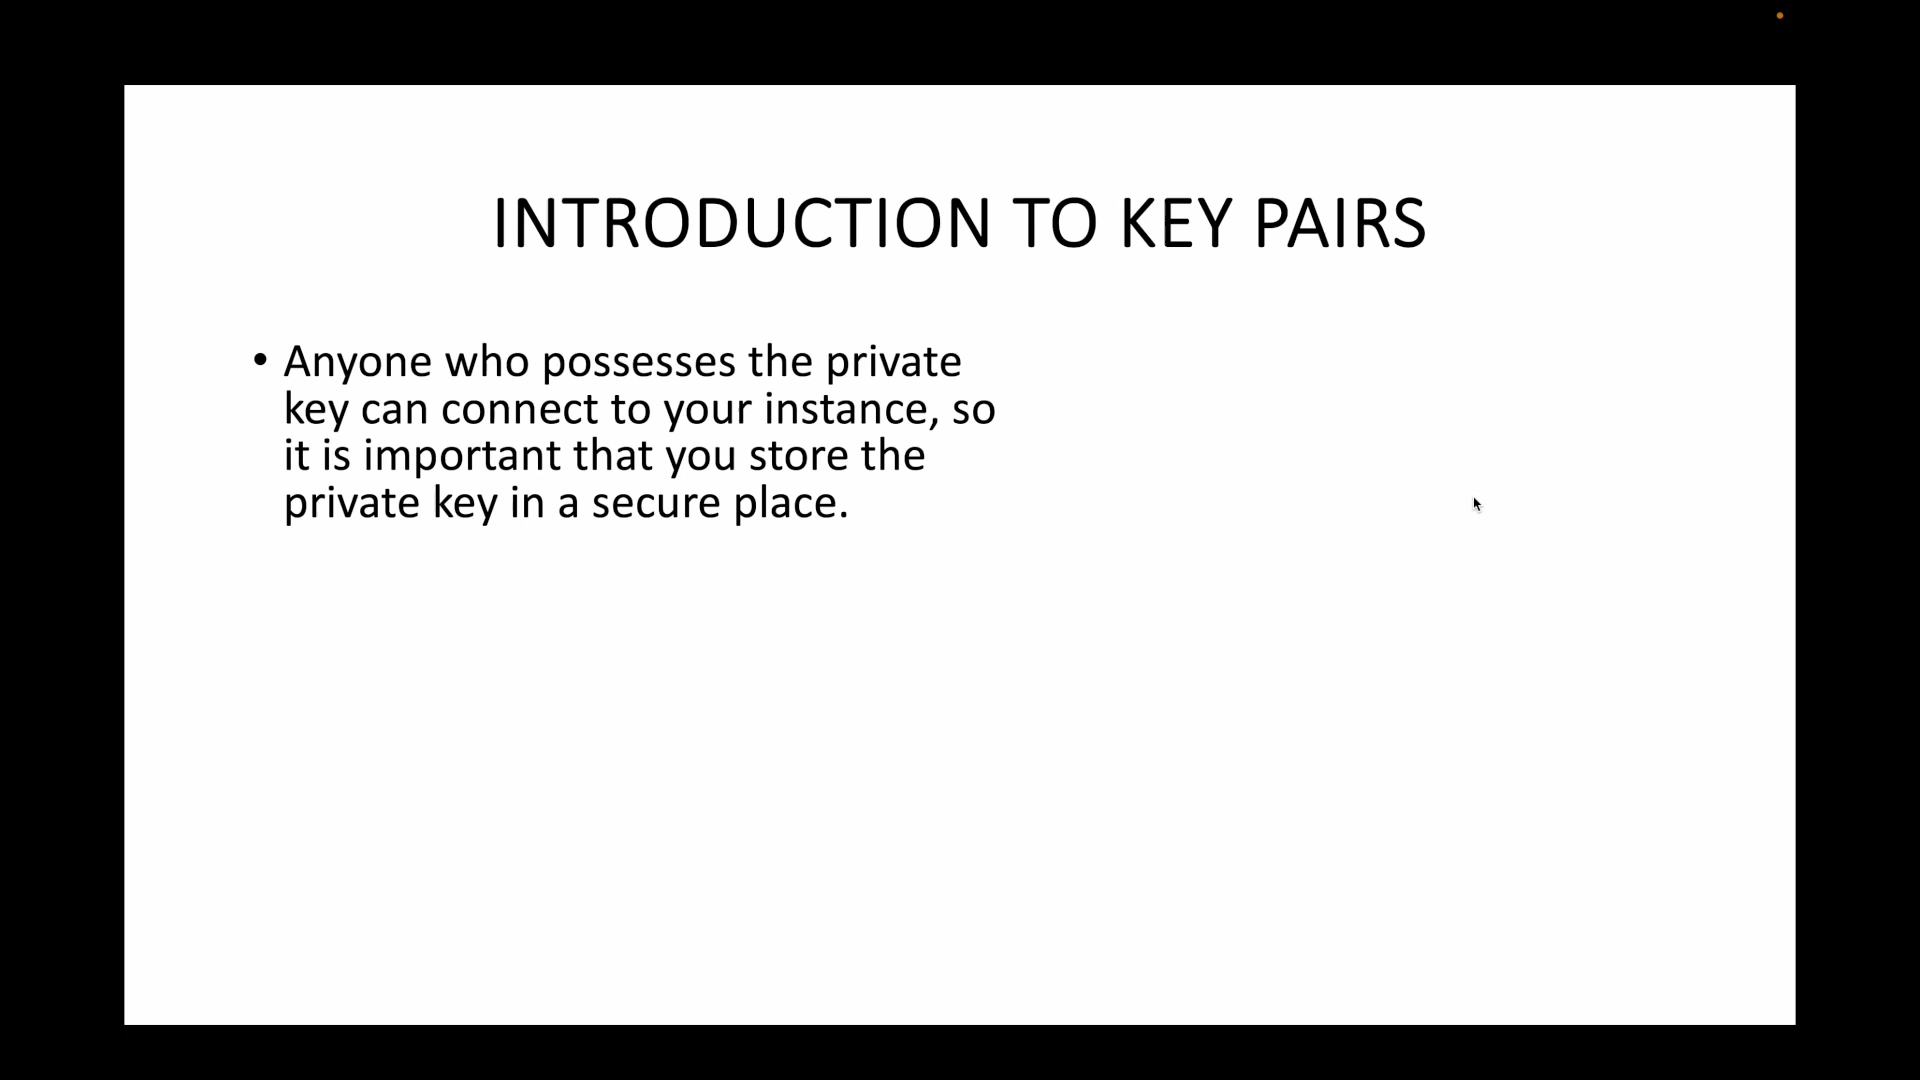 INTRODUCTION TO KEY PAIRS
• Anyone who possesses the private
key can connect to your instance, so
it is important that you store the
private key in a secure place.